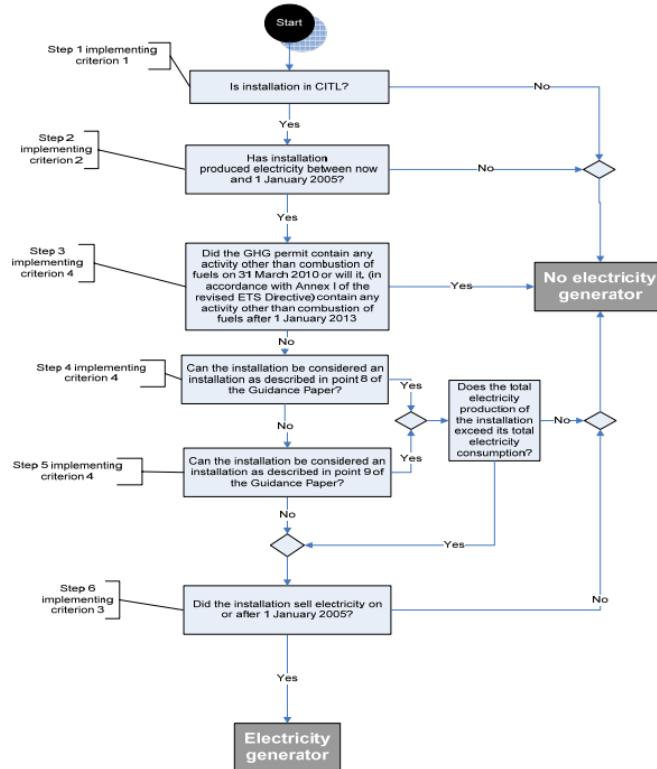 Start
Step 1 implementing
criterion 1
Is installation in CITL?
No
Yes
Step 2
implementing
criterion 2
Has installation
produced electricity between now
and 1 January 2005?
No
Yes
Step 3
implementing
criterion 4
Did the GHG permit contain any
activity other than combustion of
fuels on 31 March 2010 or will it, (in
accordance with Annex I of the
revised ETS Directive) contain any
activity other than combustion of
fuels after 1 January 2013
Yes
No electricity
generator
No
Step 4 implementing
criterion 4
Can the installation be considered an
installation as described in point 8 of
the Guidance Paper?
Yes
Does the total
electricity
production of
the installation
exceed its total
electricity
consumption?
No
No
Step 5 implementing
criterion 4
Can the installation be considered an
installation as described in point 9 of
the Guidance Paper?
Yes
No
Yes
Step 6
implementing
criterion 3
Did the installation sell electricity on
or after 1 January 2005?
No
Yes
Electricity
generator